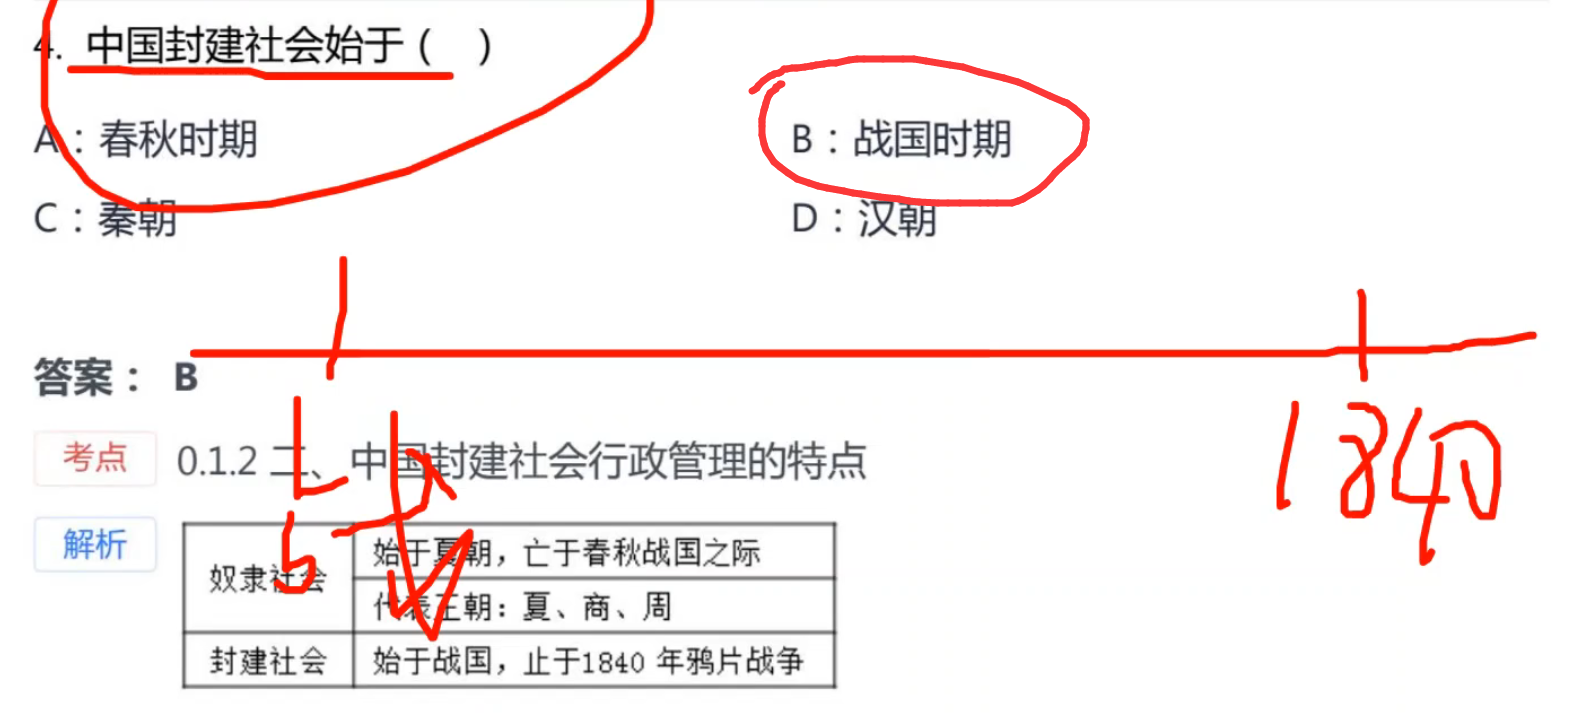 4. 中国封建社会始于 (    )
A：春秋时期
B：战国时期
C：秦朝
D：汉朝
答案： B
1840
考点 0.1.2 二、中国封建社会行政管理的特点
解析
奴隶社会
始于夏朝，亡于春秋战国之际
代表王朝：夏、商、周
封建社会
始于战国，止于1840 年鸦片战争